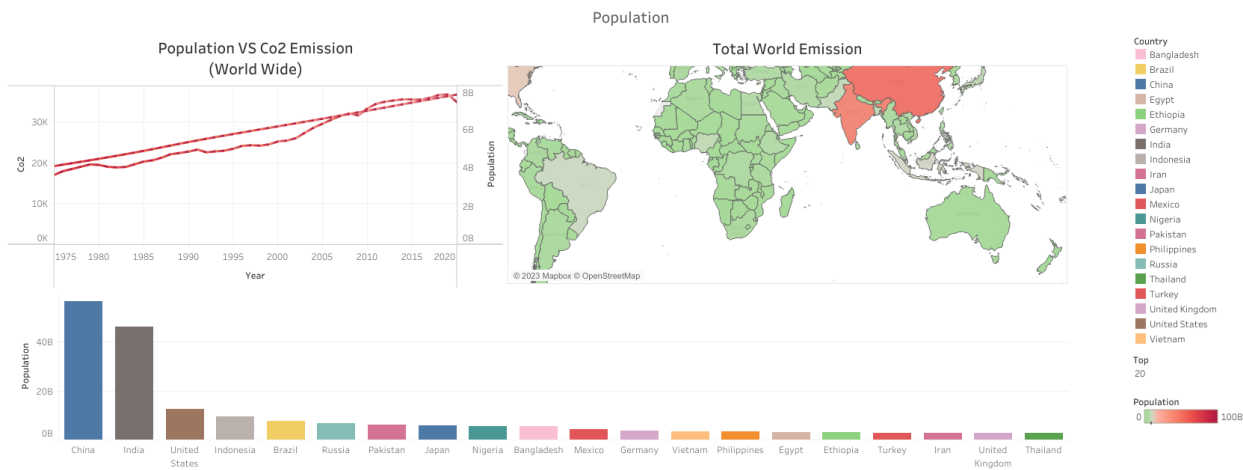 Population
Population VS Co2 Emission
(World Wide)
Co2
30K
20K
10K
0K
8B
6B
4B
2B
0B
Population
1975 1980 1985 1990 1995 2000 2005 2010 2015 2020
Year
Total World Emission
© 2023 Mapbox © OpenStreetMap
Country
Bangladesh
Brazil
China
Egypt
Ethiopia
Germany
India
Indonesia
Iran
Japan
Mexico
Nigeria
Pakistan
Philippines
Russia
Thailand
Turkey
United Kingdom
United States
Vietnam
Top
20
Population
0 100B
Population
40B
20B
0B
China India United States Indonesia Brazil Russia Pakistan Japan Nigeria Bangladesh Mexico Germany Vietnam Philippines Egypt Ethiopia Turkey Iran United Kingdom Thailand